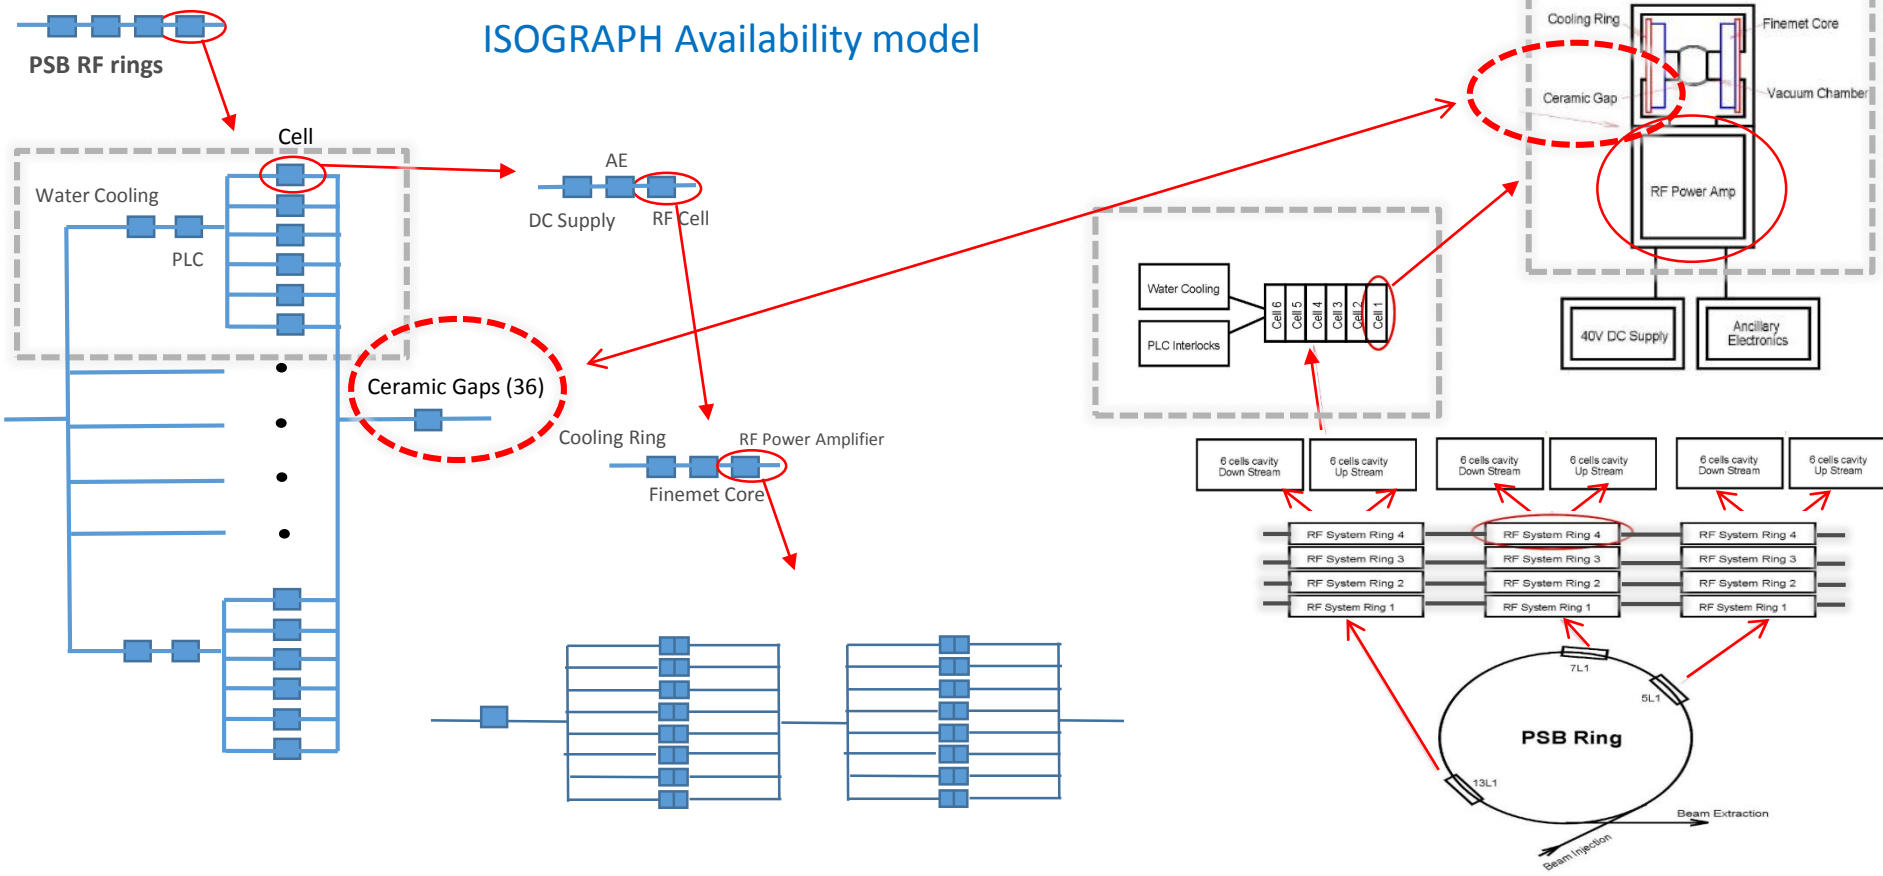 ISOGRAPH Availability model
PSB RF rings
Cell
Water Cooling
PLC
AE
DC Supply
RF Cell
Ceramic Gaps (36)
Cooling Ring
RF Power Amplifier
Finemet Core
Cooling Ring
Finemet Core
Ceramic Gap
Vacuum Chamber
RF Power Amp
40V DC Supply
Ancillary
Electronics
Water Cooling
PLC Interlocks
Cell 6
Cell 5
Cell 4
Cell 3
Cell 2
Cell 1
6 cells cavity
Down Stream
6 cells cavity
Up Stream
6 cells cavity
Down Stream
6 cells cavity
Up Stream
6 cells cavity
Down Stream
6 cells cavity
Up Stream
RF System Ring 4
RF System Ring 4
RF System Ring 4
RF System Ring 3
RF System Ring 3
RF System Ring 3
RF System Ring 2
RF System Ring 2
RF System Ring 2
RF System Ring 1
RF System Ring 1
RF System Ring 1
7L1
5L1
PSB Ring
13L1
Beam Extraction
Beam Injection